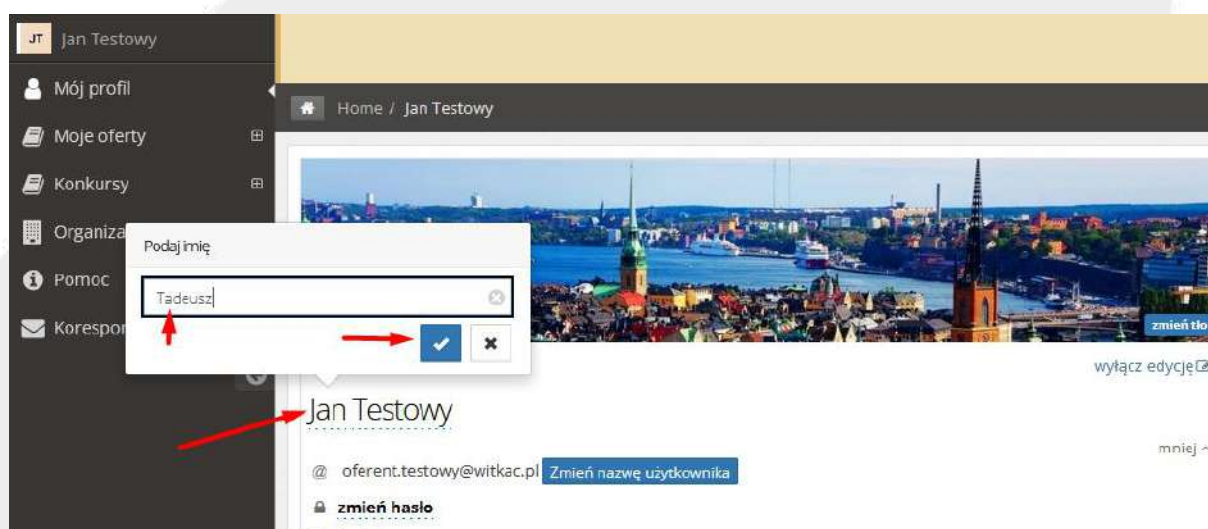 JT Jan Testowy
Mój profil
Moje oferty
Konkursy
Organiza
Pomoc
Korespor
Home / Jan Testowy
Podaj imię
Tadeusz
zmień tło
wyłącz edycję
Jan Testowy
mniej
@ oferent.testowy@witkac.pl Zmień nazwę użytkownika
zmień hasło